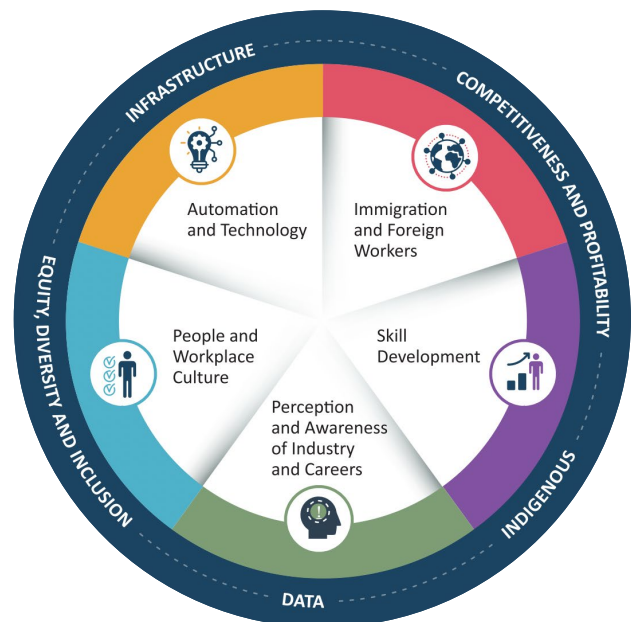 INFRASTRUCTURE
COMPETITIVENESS AND PROFITABILITY
Automation
and Technology
Immigration
and Foreign
Workers
EQUITY, DIVERSITY AND INCLUSION
People and
Workplace
Culture
Skill
Development
Perception
and Awareness
of Industry
and Careers
INDIGENOUS
DATA